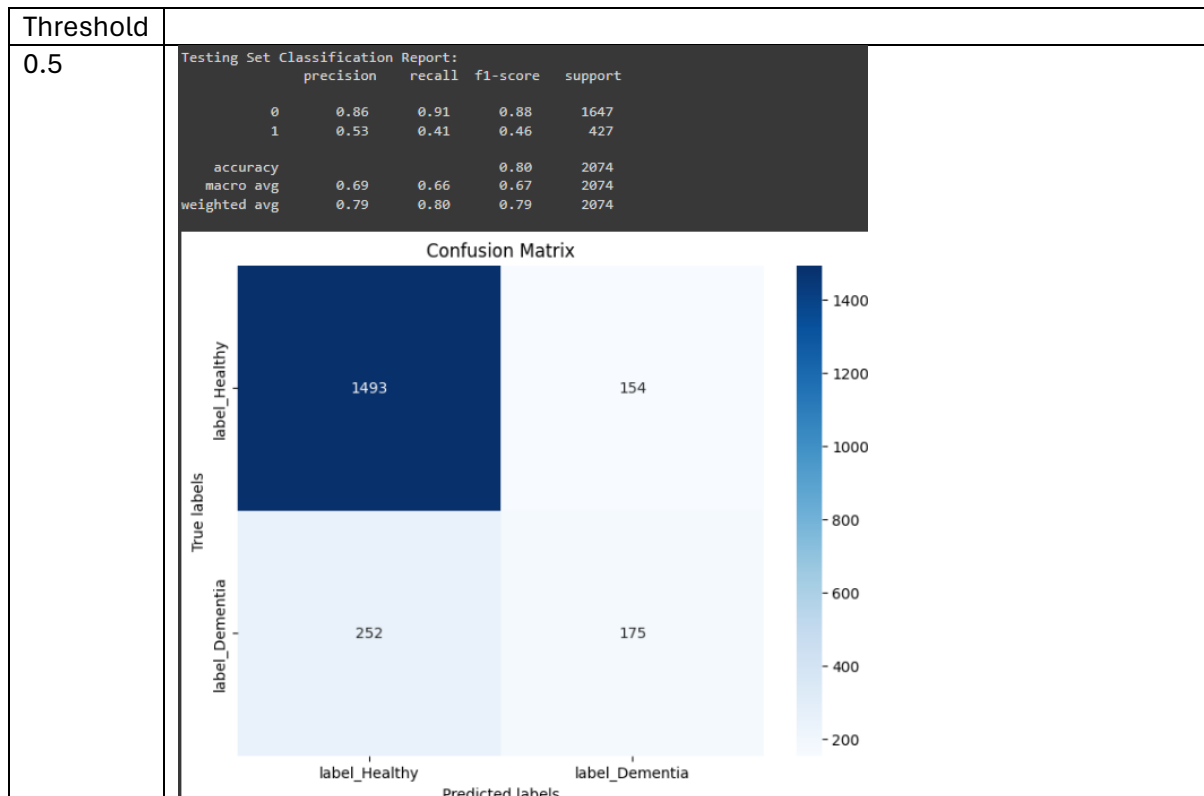 Threshold
0.5
Testing Set Classification Report:
precision recall f1-score support
0 0.86 0.91 0.88 1647
1 0.53 0.41 0.46 427
accuracy 0.80 2074
macro avg 0.69 0.66 0.67 2074
weighted avg 0.79 0.80 0.79 2074
Confusion Matrix
True labels
label_Healthy
1493 154
label_Dementia
252 175
label_Healthy label_Dementia
Predicted labels
1400
1200
1000
800
600
400
200